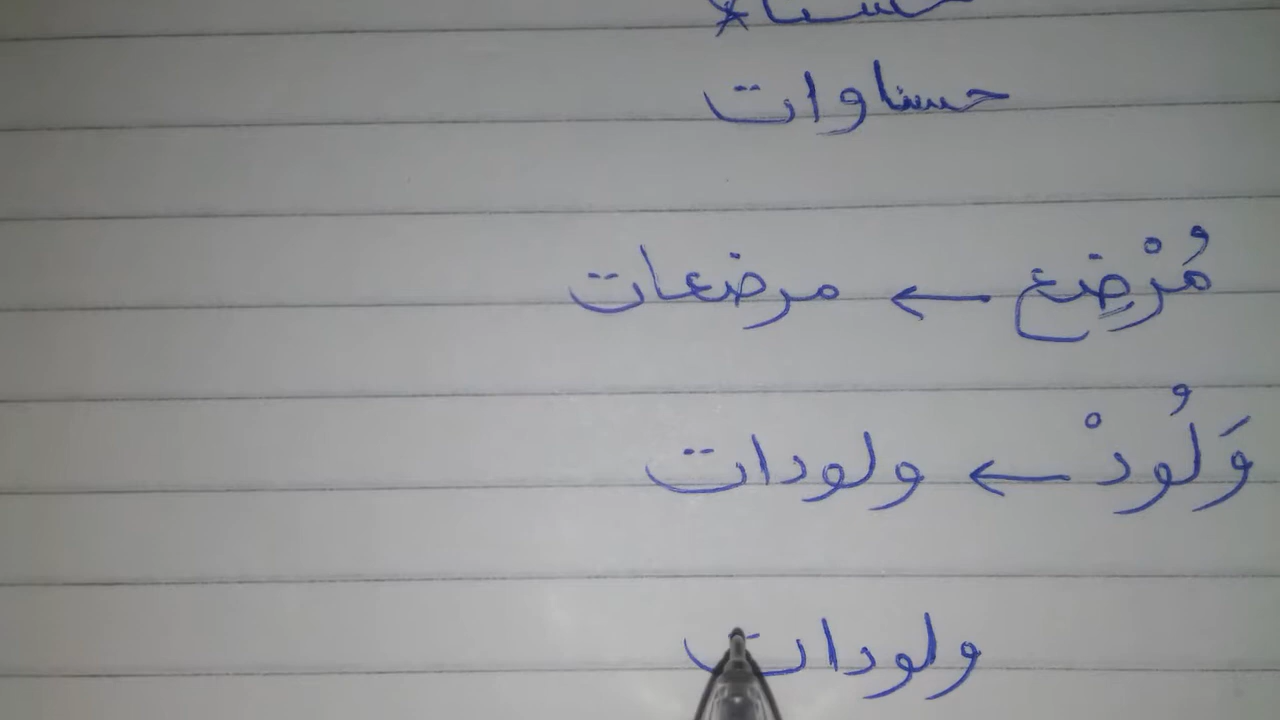 حسناوات
مُرْضِع ← مرضعات
وَلُودْ ← ولودات
ولودات